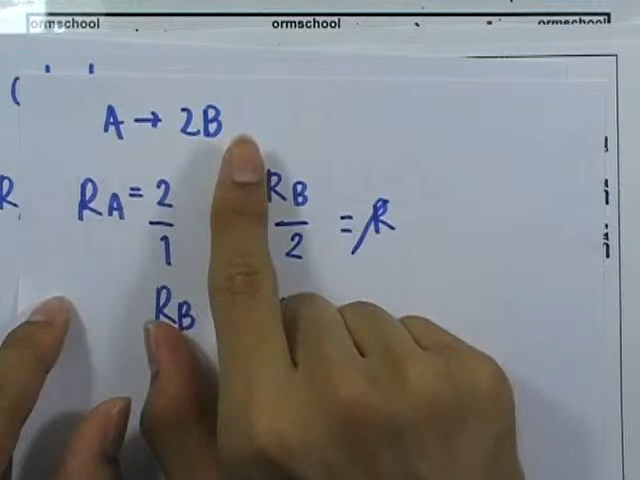 ormschool ormschool ormschool
A → 2B
R
RA = 2/1 RB/2 = R
RB